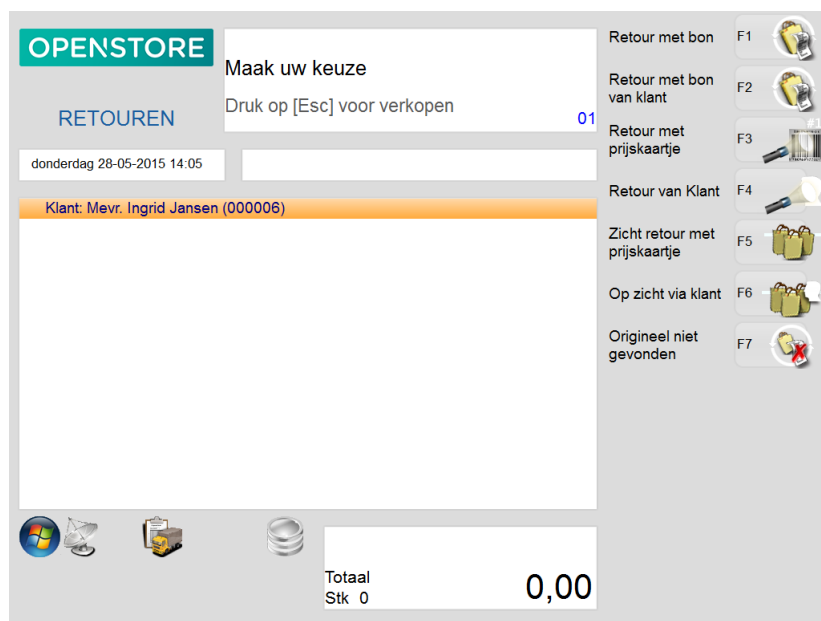 OPENSTORE
RETOUREN
Maak uw keuze
Druk op [Esc] voor verkopen
01
donderdag 28-05-2015 14:05
Klant: Mevr. Ingrid Jansen (000006)
Totaal
Stk 0
0,00
Retour met bon F1
Retour met bon
van klant
F2
Retour met
prijskaartje
F3
#1
Retour van Klant F4
Zicht retour met
prijskaartje
F5
Op zicht via klant F6
Origineel niet
gevonden
F7